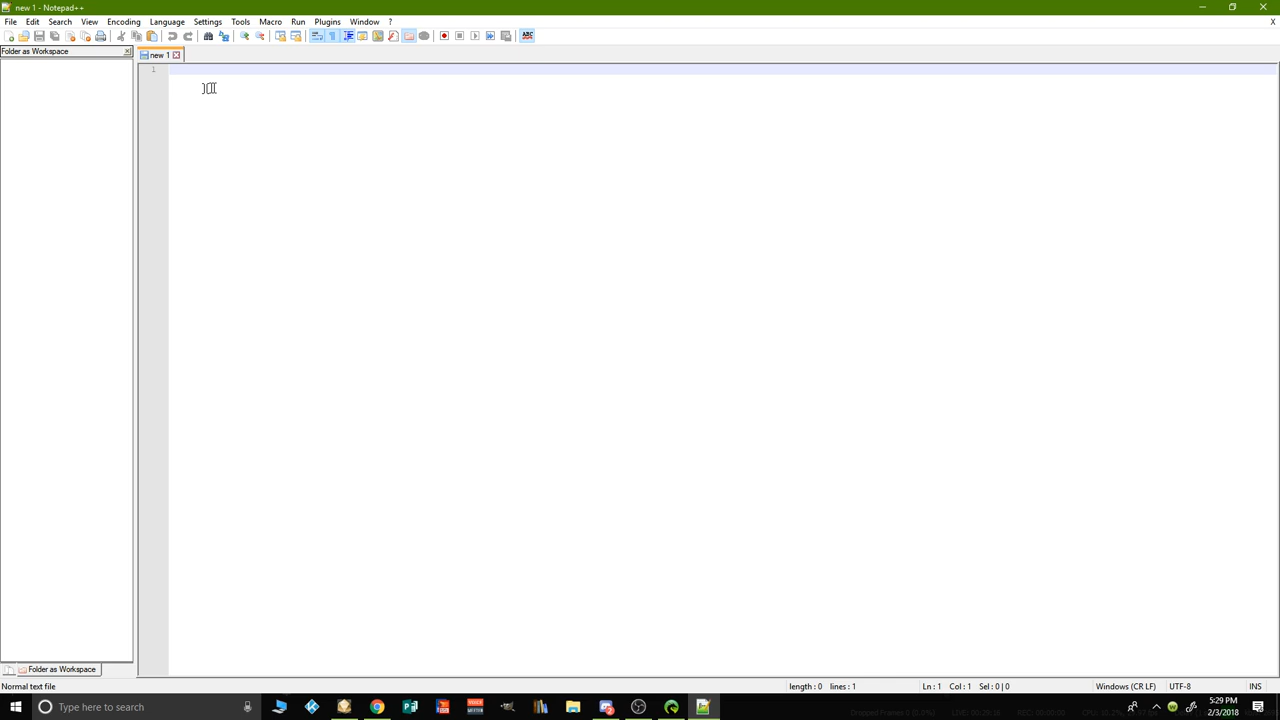 new 1 - Notepad++
File Edit Search View Encoding Language Settings Tools Macro Run Plugins Window ?
X
ABC
Folder as Workspace
new 1
1
Folder as Workspace
Normal text file
length : 0 lines : 1
Ln : 1 Col : 1 Sel : 0 | 0
Windows (CR LF)
UTF-8
INS
Type here to search
5:29 PM
2/3/2018